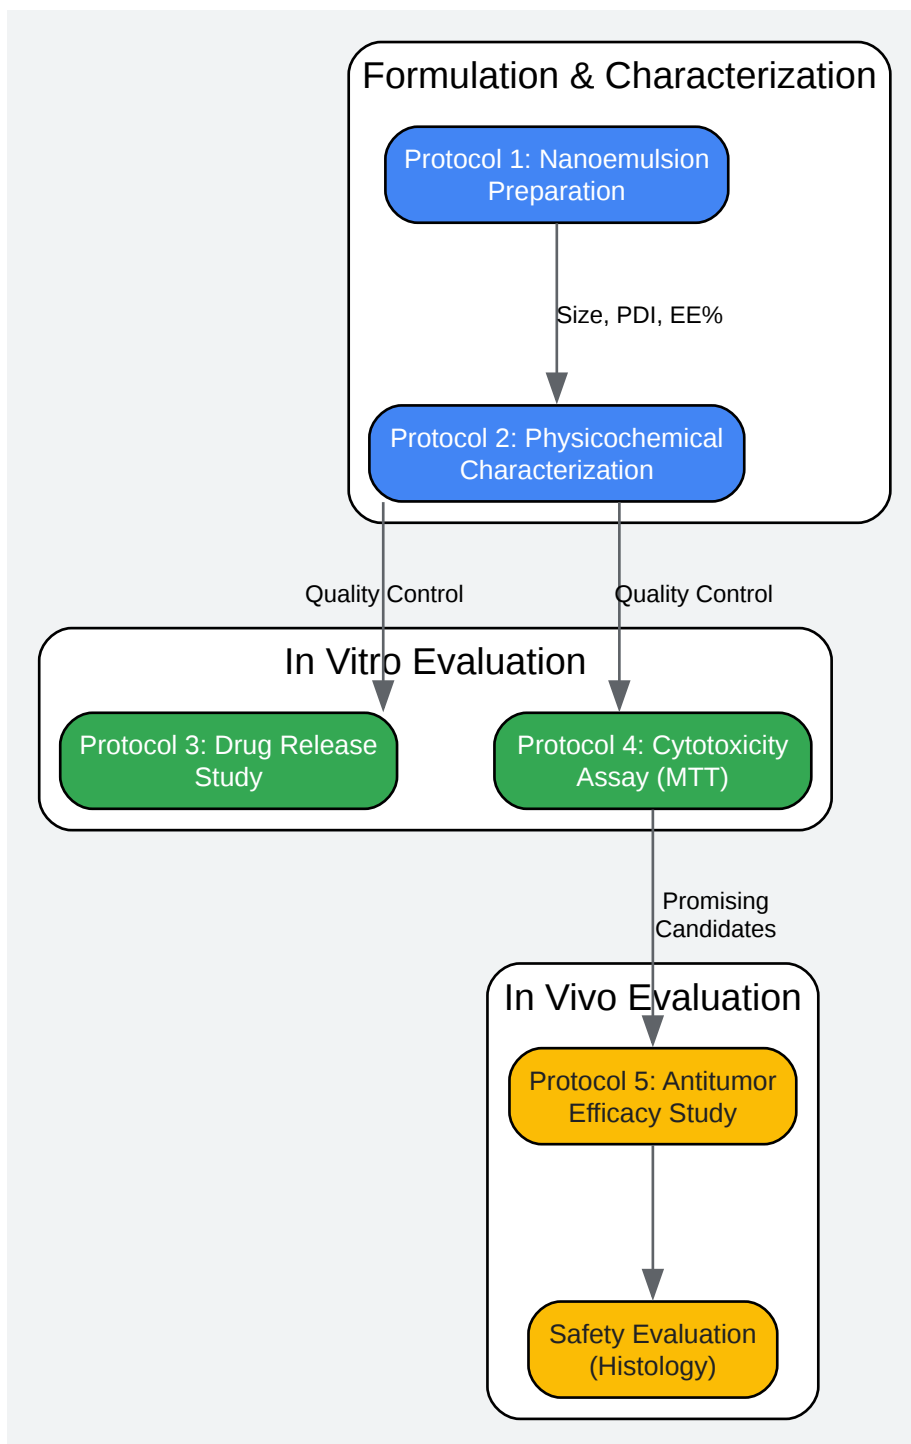 Formulation & Characterization
Protocol 1: Nanoemulsion
Preparation
Size, PDI, EE%
Protocol 2: Physicochemical
Characterization
Quality Control
Quality Control
In Vitro Evaluation
Protocol 3: Drug Release
Study
Protocol 4: Cytotoxicity
Assay (MTT)
Promising
Candidates
In Vivo Evaluation
Protocol 5: Antitumor
Efficacy Study
Safety Evaluation
(Histology)